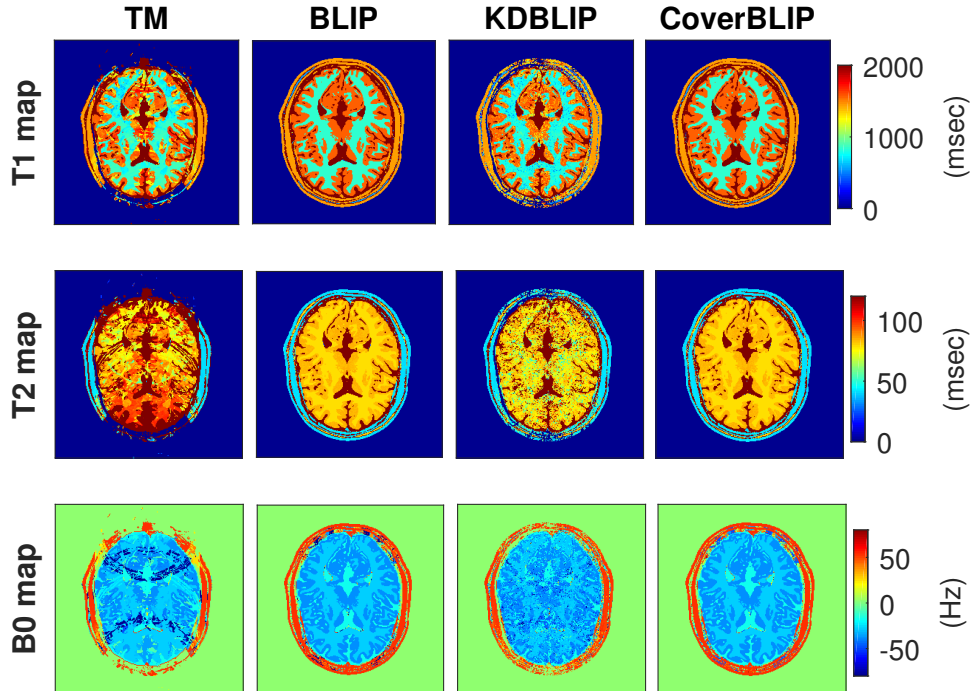 TM BLIP KDBLIP CoverBLIP
T1 map
2000
1000
0
(msec)
T2 map
100
50
0
(msec)
B0 map
50
0
-50
(Hz)